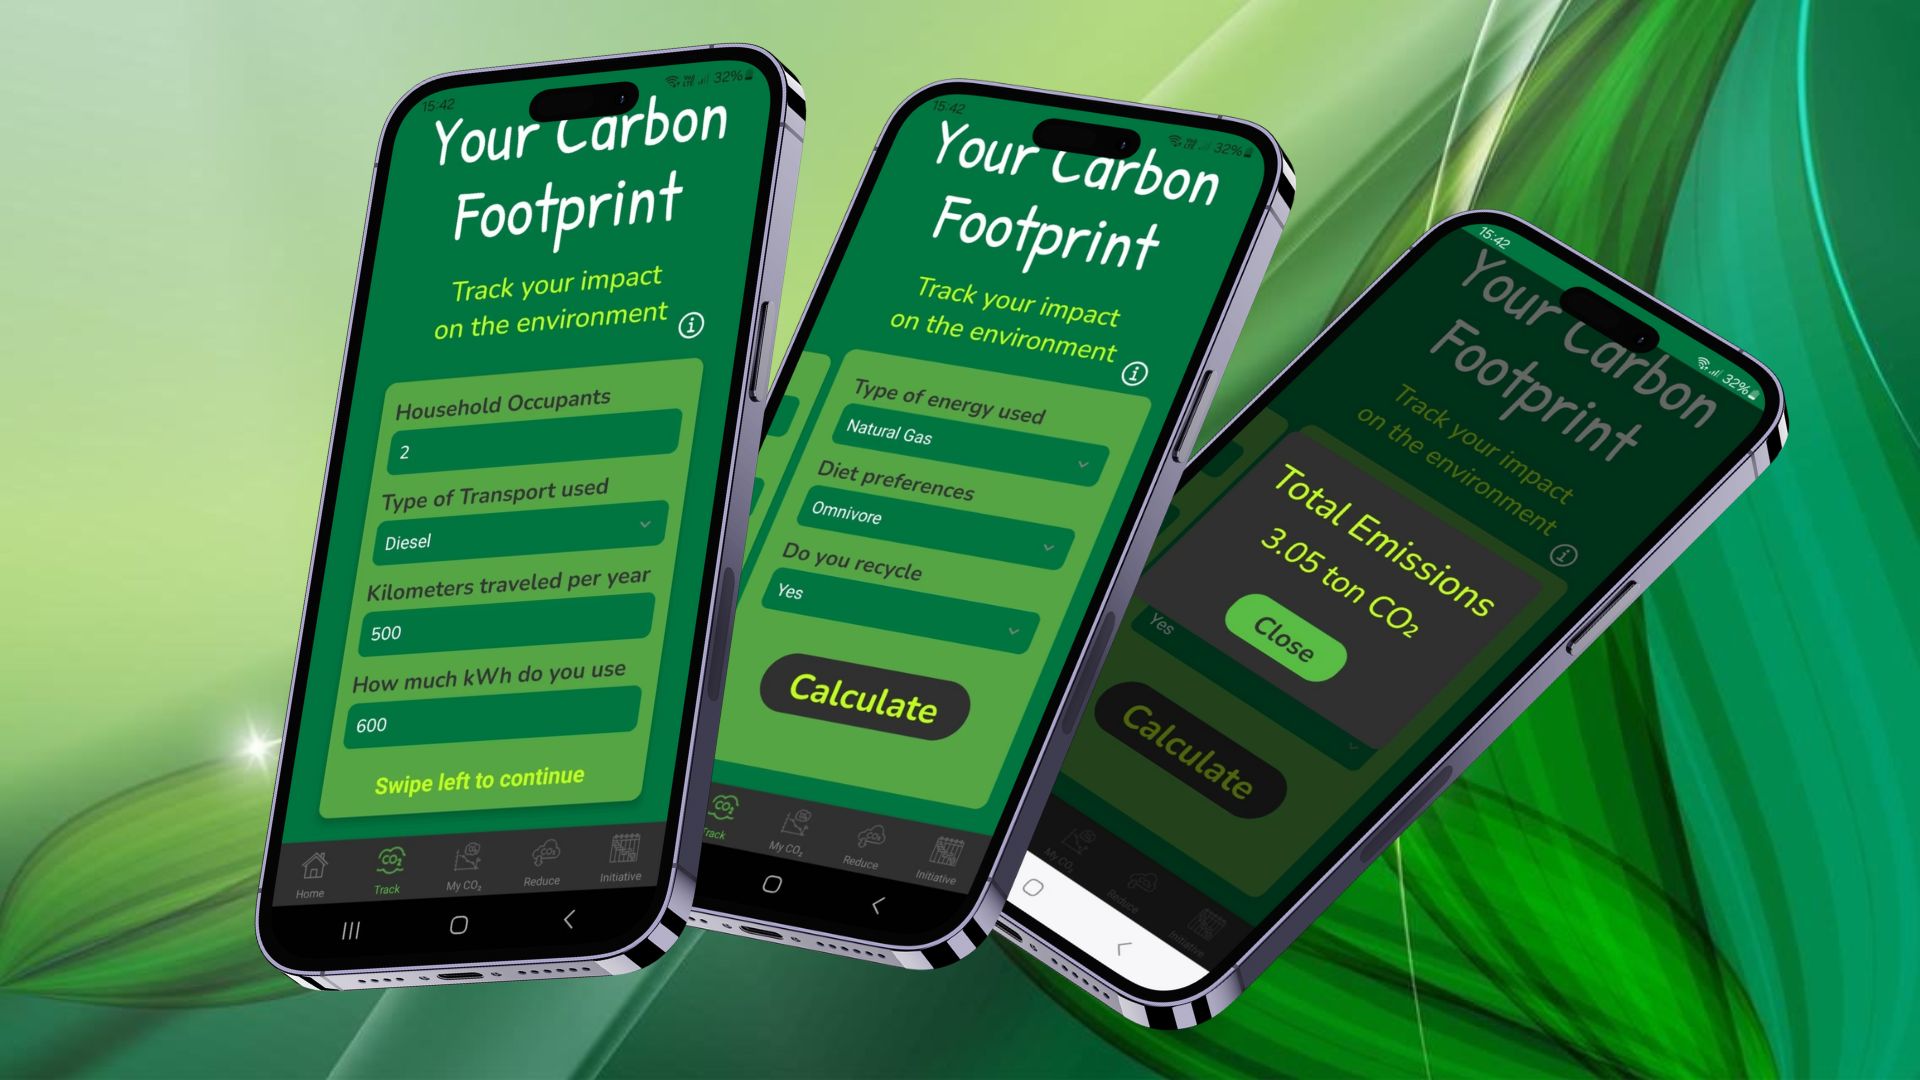 15:42
32%
Your Carbon
Footprint
Track your impact
on the environment
Household Occupants
2
Type of Transport used
Diesel
Kilometers traveled per year
500
How much kWh do you use
600
Swipe left to continue
Home
Track
My CO₂
Reduce
Initiative
15:42
32%
Your Carbon
Footprint
Track your impact
on the environment
Type of energy used
Natural Gas
Diet preferences
Omnivore
Do you recycle
Yes
Calculate
Track
My CO₂
Reduce
Initiative
15:42
32%
Your Carbon
Footprint
Track your impact
on the environment
Total Emissions
3.05 ton CO₂
Close
Yes
Calculate
My CO₂
Reduce
Initiative